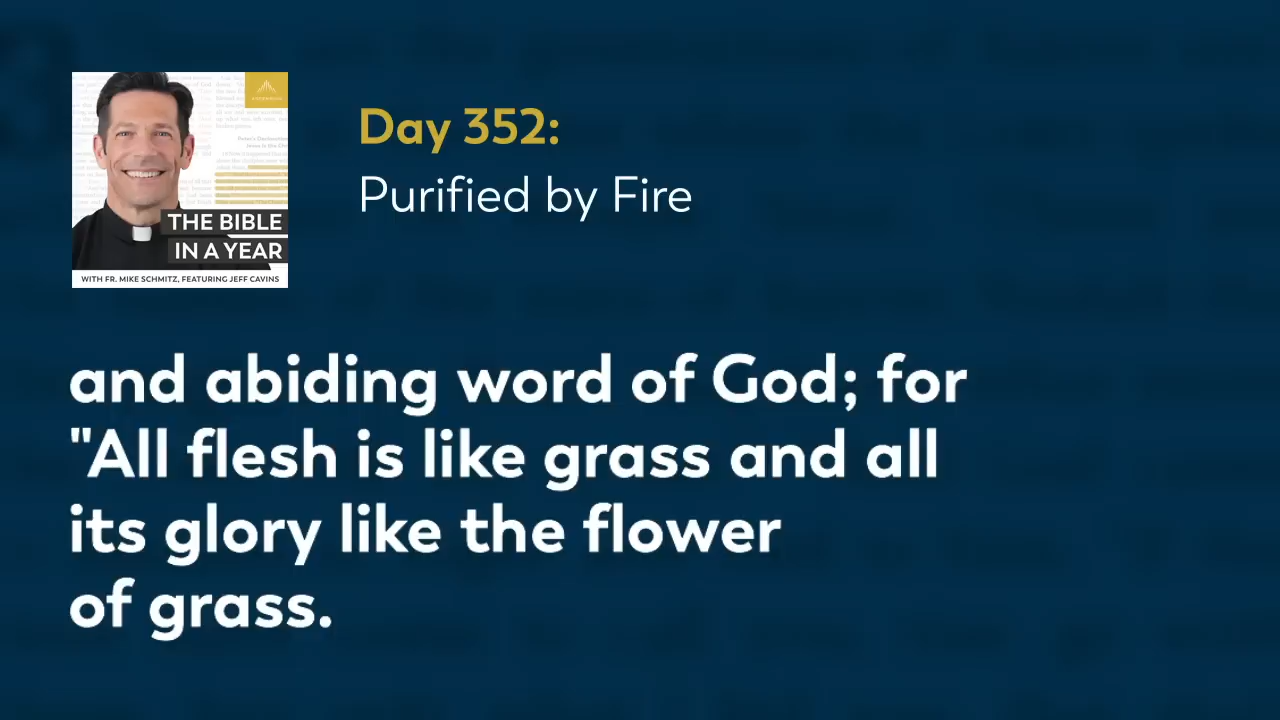 Day 352:
Purified by Fire
THE BIBLE
IN A YEAR
WITH FR. MIKE SCHMITZ, FEATURING JEFF CAVINS
and abiding word of God; for
"All flesh is like grass and all
its glory like the flower
of grass.